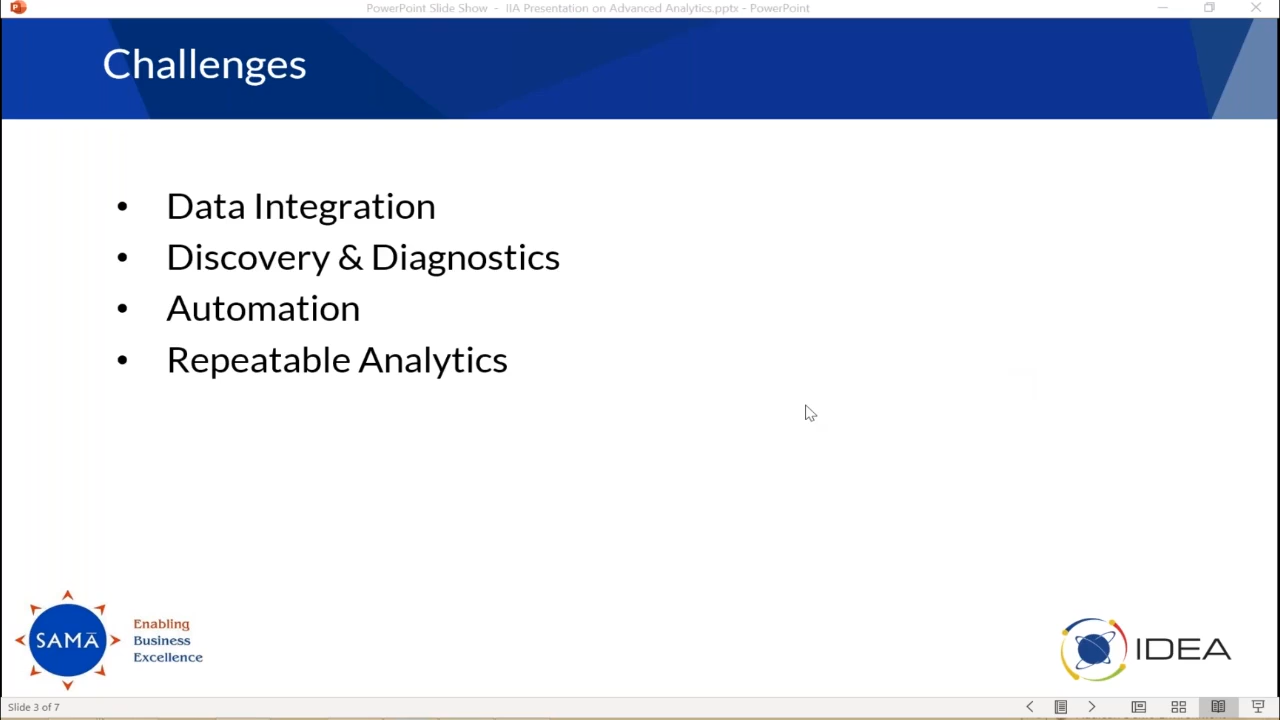 PowerPoint Slide Show - IIA Presentation on Advanced Analytics.pptx - PowerPoint
Challenges
• Data Integration
• Discovery & Diagnostics
• Automation
• Repeatable Analytics
SAMĀ
Enabling
Business
Excellence
IDEA
Slide 3 of 7